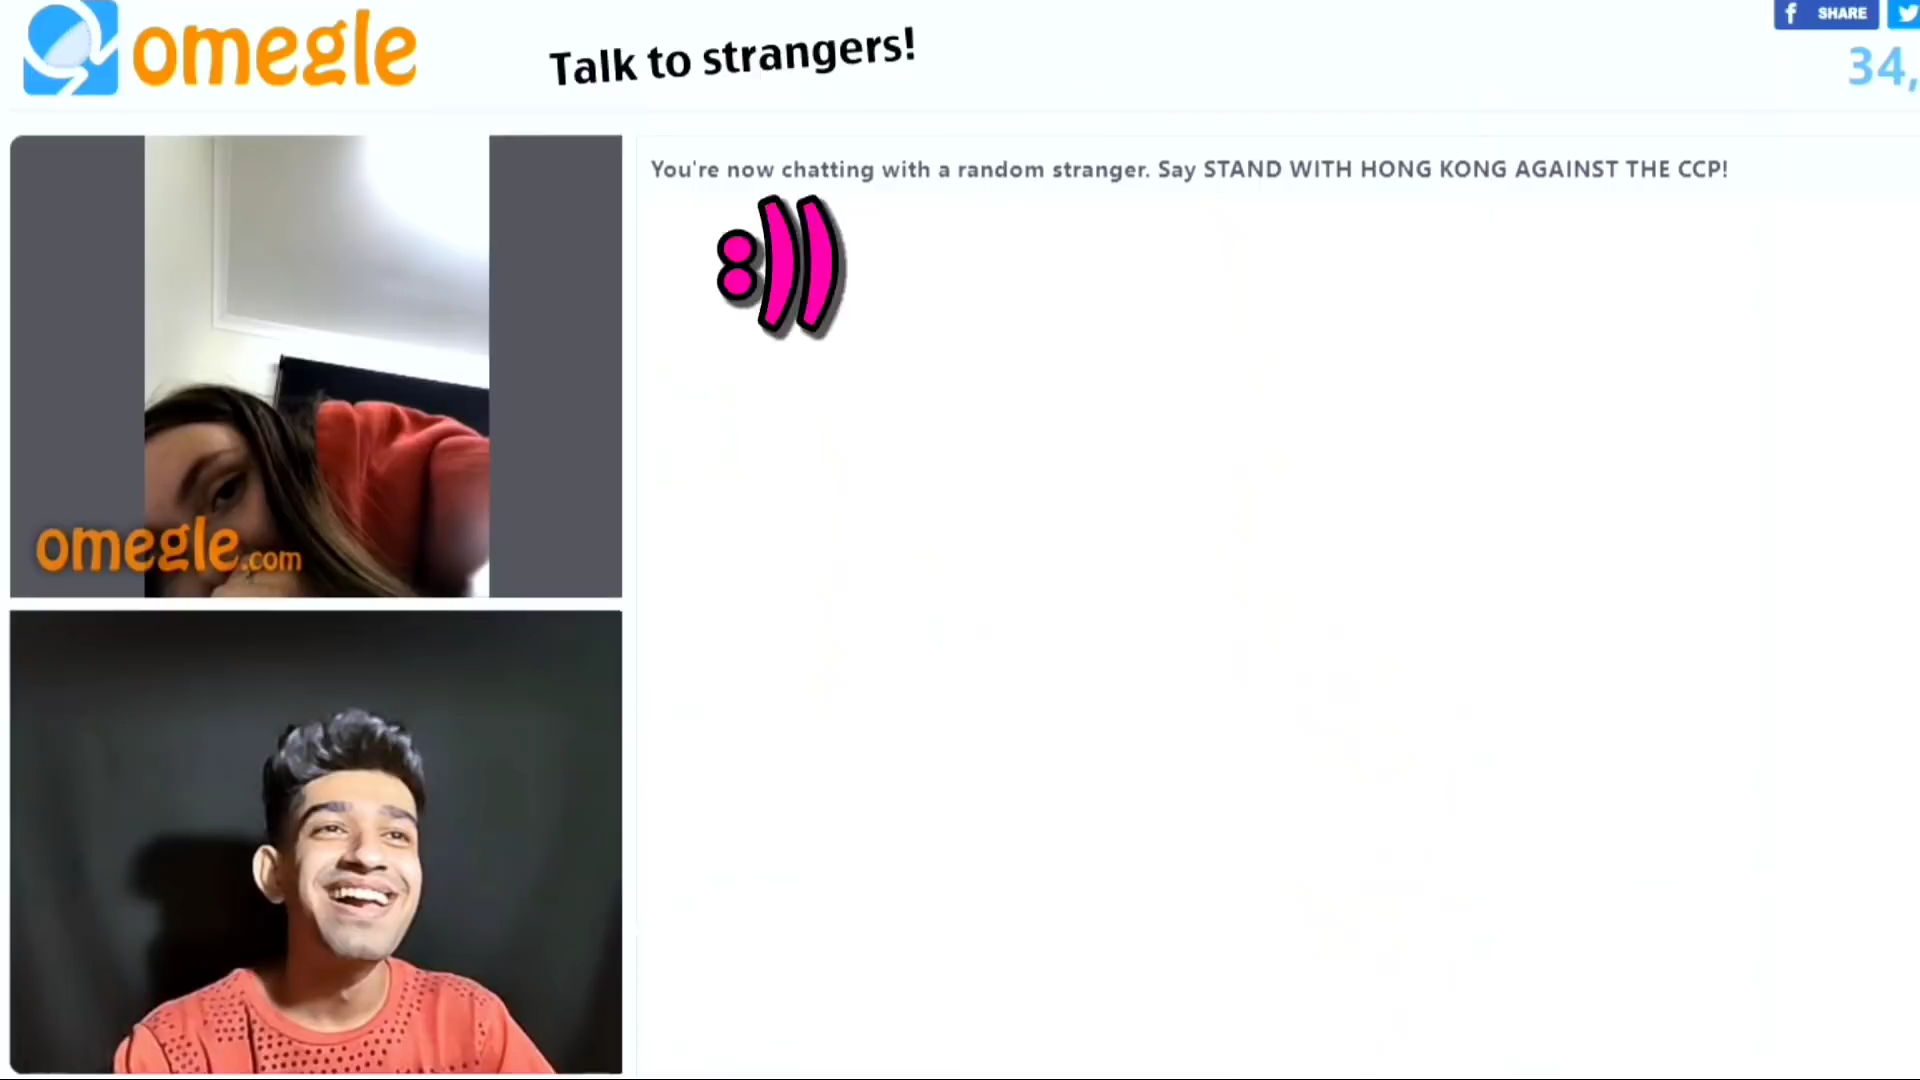 omegle
Talk to strangers!
f SHARE
34,
You're now chatting with a random stranger. Say STAND WITH HONG KONG AGAINST THE CCP!
:))
omegle.com